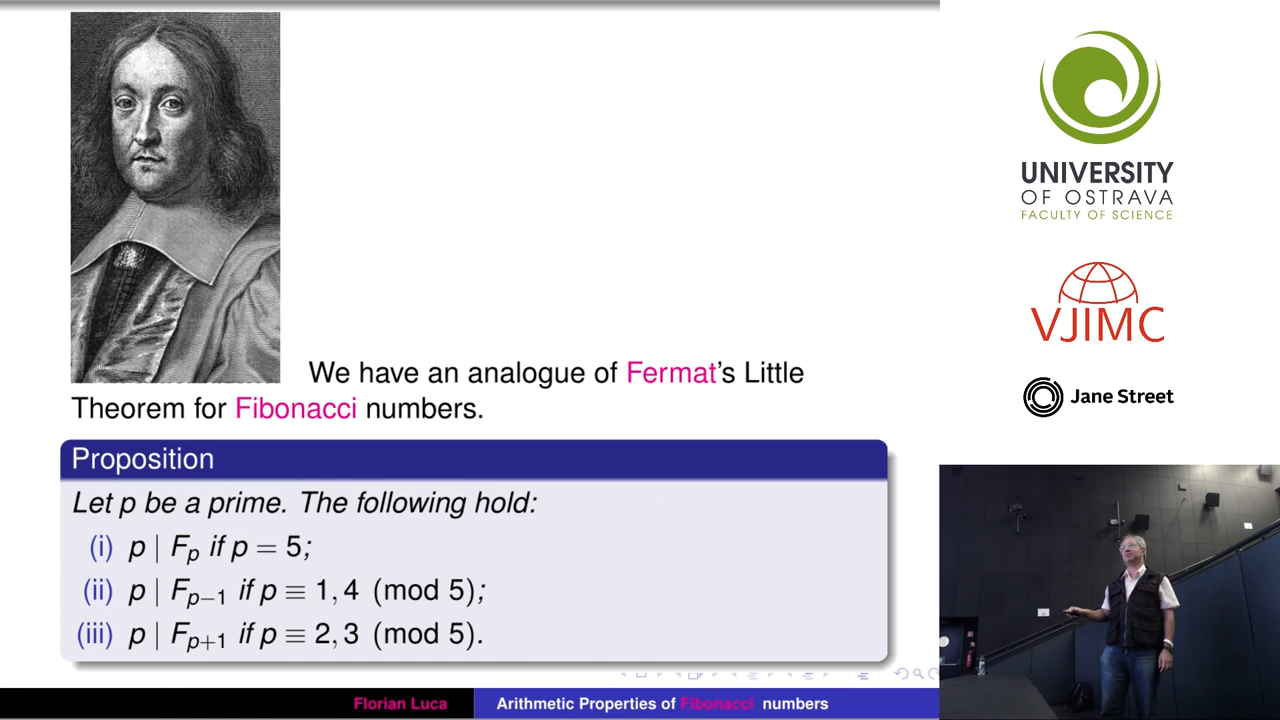 We have an analogue of Fermat's Little
Theorem for Fibonacci numbers.
Proposition
Let p be a prime. The following hold:
(i) p | F_p if p = 5;
(ii) p | F_{p−1} if p ≡ 1, 4 (mod 5);
(iii) p | F_{p+1} if p ≡ 2, 3 (mod 5).
Florian Luca
Arithmetic Properties of Fibonacci numbers
UNIVERSITY
OF OSTRAVA
FACULTY OF SCIENCE
VJIMC
Jane Street